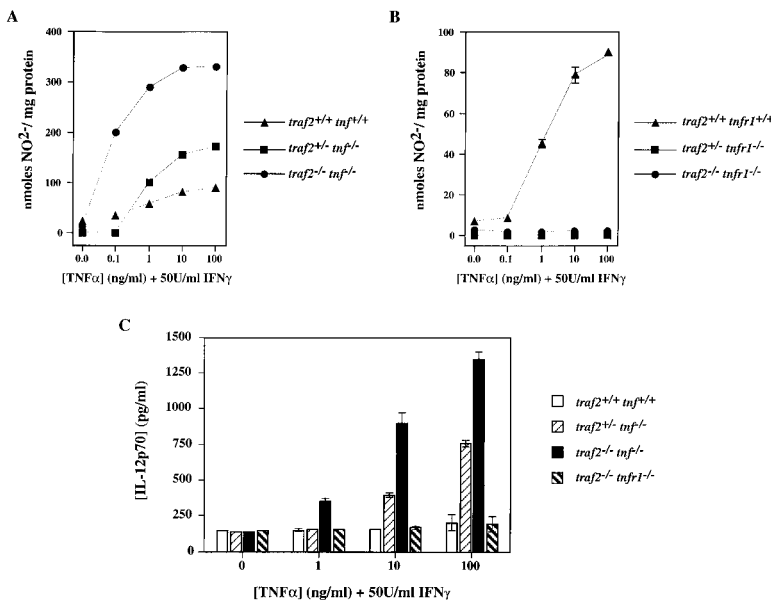 A
nmoles NO2-/ mg protein
400
300
200
100
0
0.0 0.1 1 10 100
[TNFα] (ng/ml) + 50U/ml IFNγ
traf2+/+ tnf+/+
traf2+/- tnf-/-
traf2-/- tnf-/-
B
nmoles NO2-/ mg protein
100
80
60
40
20
0
0.0 0.1 1 10 100
[TNFα] (ng/ml) + 50U/ml IFNγ
traf2+/+ tnfr1+/+
traf2+/- tnfr1-/-
traf2-/- tnfr1-/-
C
[IL-12p70] (pg/ml)
1500
1250
1000
750
500
250
0
0 1 10 100
[TNFα] (ng/ml) + 50U/ml IFNγ
traf2+/+ tnf+/+
traf2+/- tnf-/-
traf2-/- tnf-/-
traf2-/- tnfr1-/-